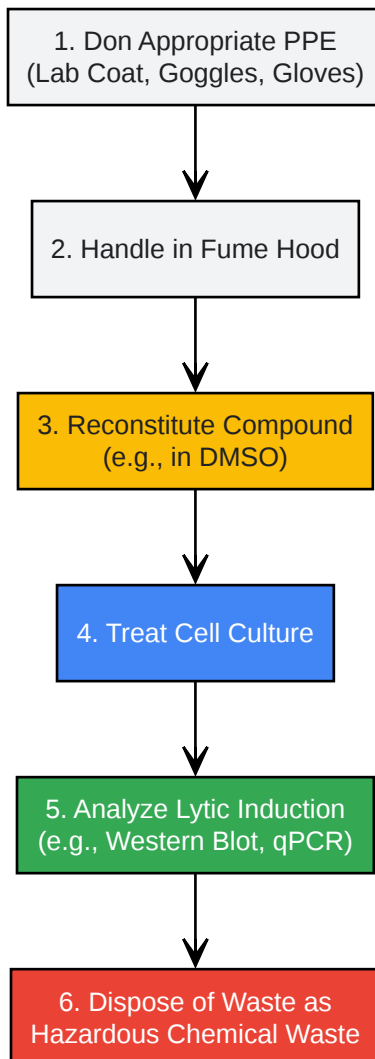 1. Don Appropriate PPE
(Lab Coat, Goggles, Gloves)
2. Handle in Fume Hood
3. Reconstitute Compound
(e.g., in DMSO)
4. Treat Cell Culture
5. Analyze Lytic Induction
(e.g., Western Blot, qPCR)
6. Dispose of Waste as
Hazardous Chemical Waste